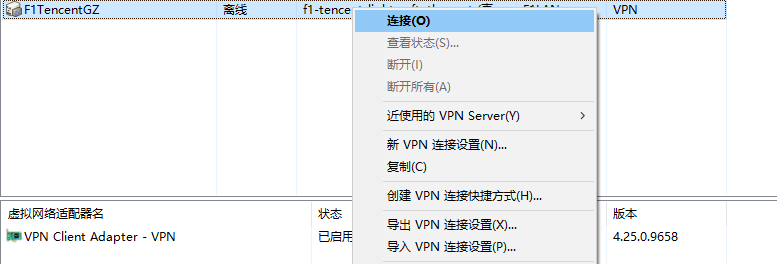 F1TencentGZ 离线 VPN
连接(O)
查看状态(S)...
断开(I)
断开所有(A)
近使用的 VPN Server(Y)
新 VPN 连接设置(N)...
复制(C)
创建 VPN 连接快捷方式(H)...
导出 VPN 连接设置(X)...
导入 VPN 连接设置(P)...
虚拟网络适配器名 状态 版本
VPN Client Adapter - VPN 已启用 4.25.0.9658